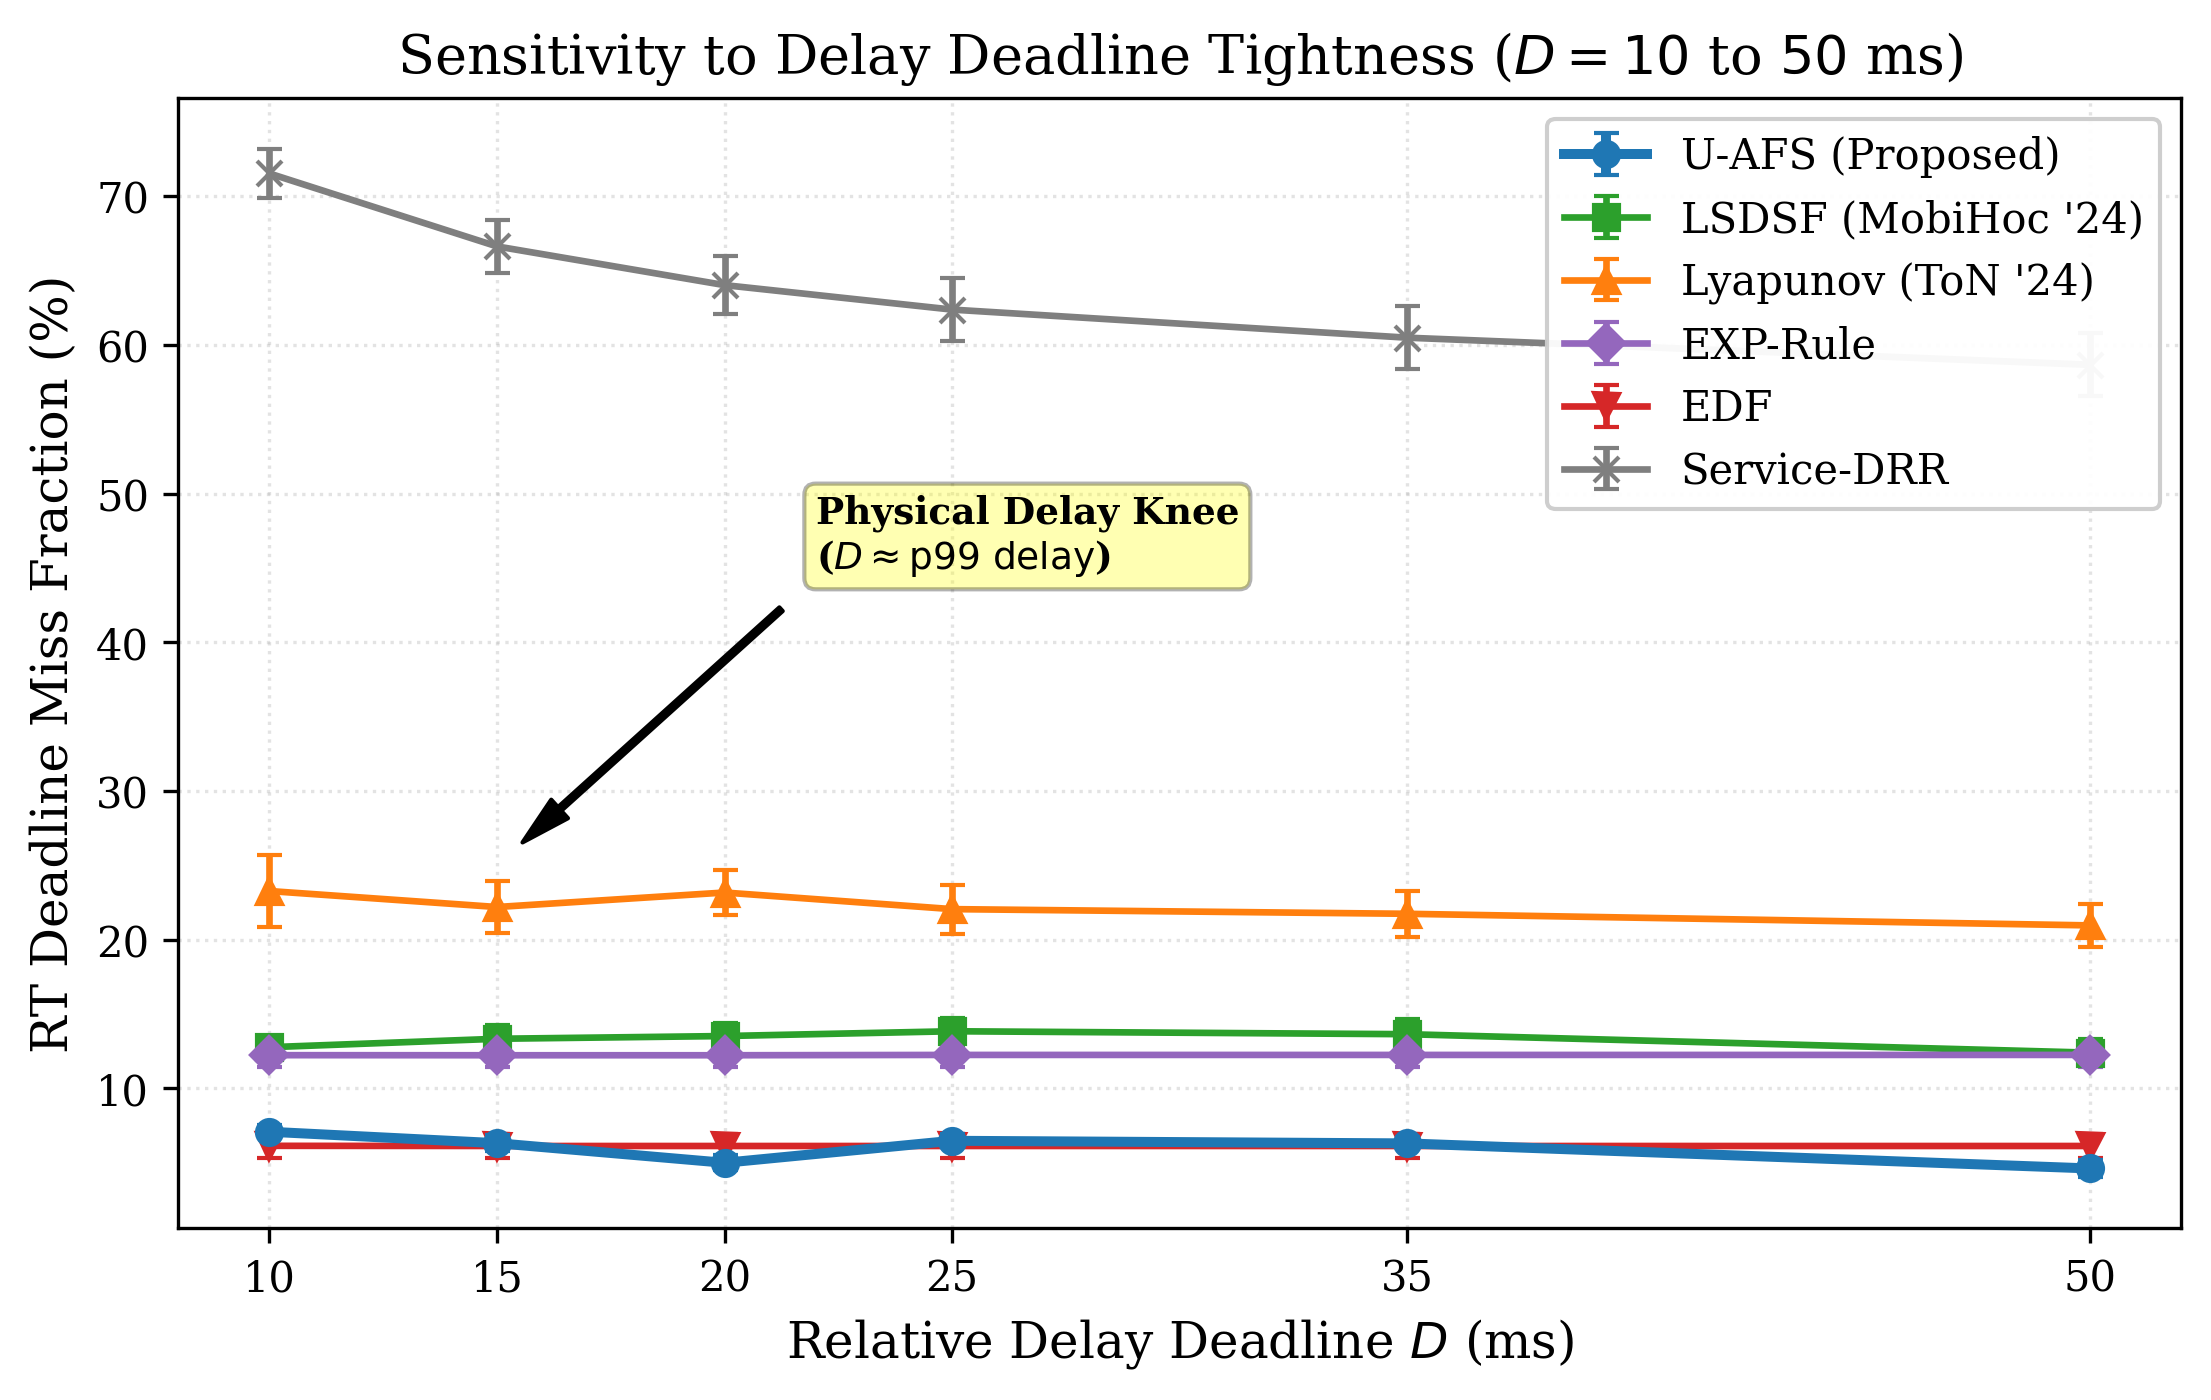 Sensitivity to Delay Deadline Tightness (D = 10 to 50 ms)
RT Deadline Miss Fraction (%)
70
60
50
40
30
20
10
U-AFS (Proposed)
LSDSF (MobiHoc '24)
Lyapunov (ToN '24)
EXP-Rule
EDF
Service-DRR
Physical Delay Knee
(D ≈ p99 delay)
10 15 20 25 35 50
Relative Delay Deadline D (ms)